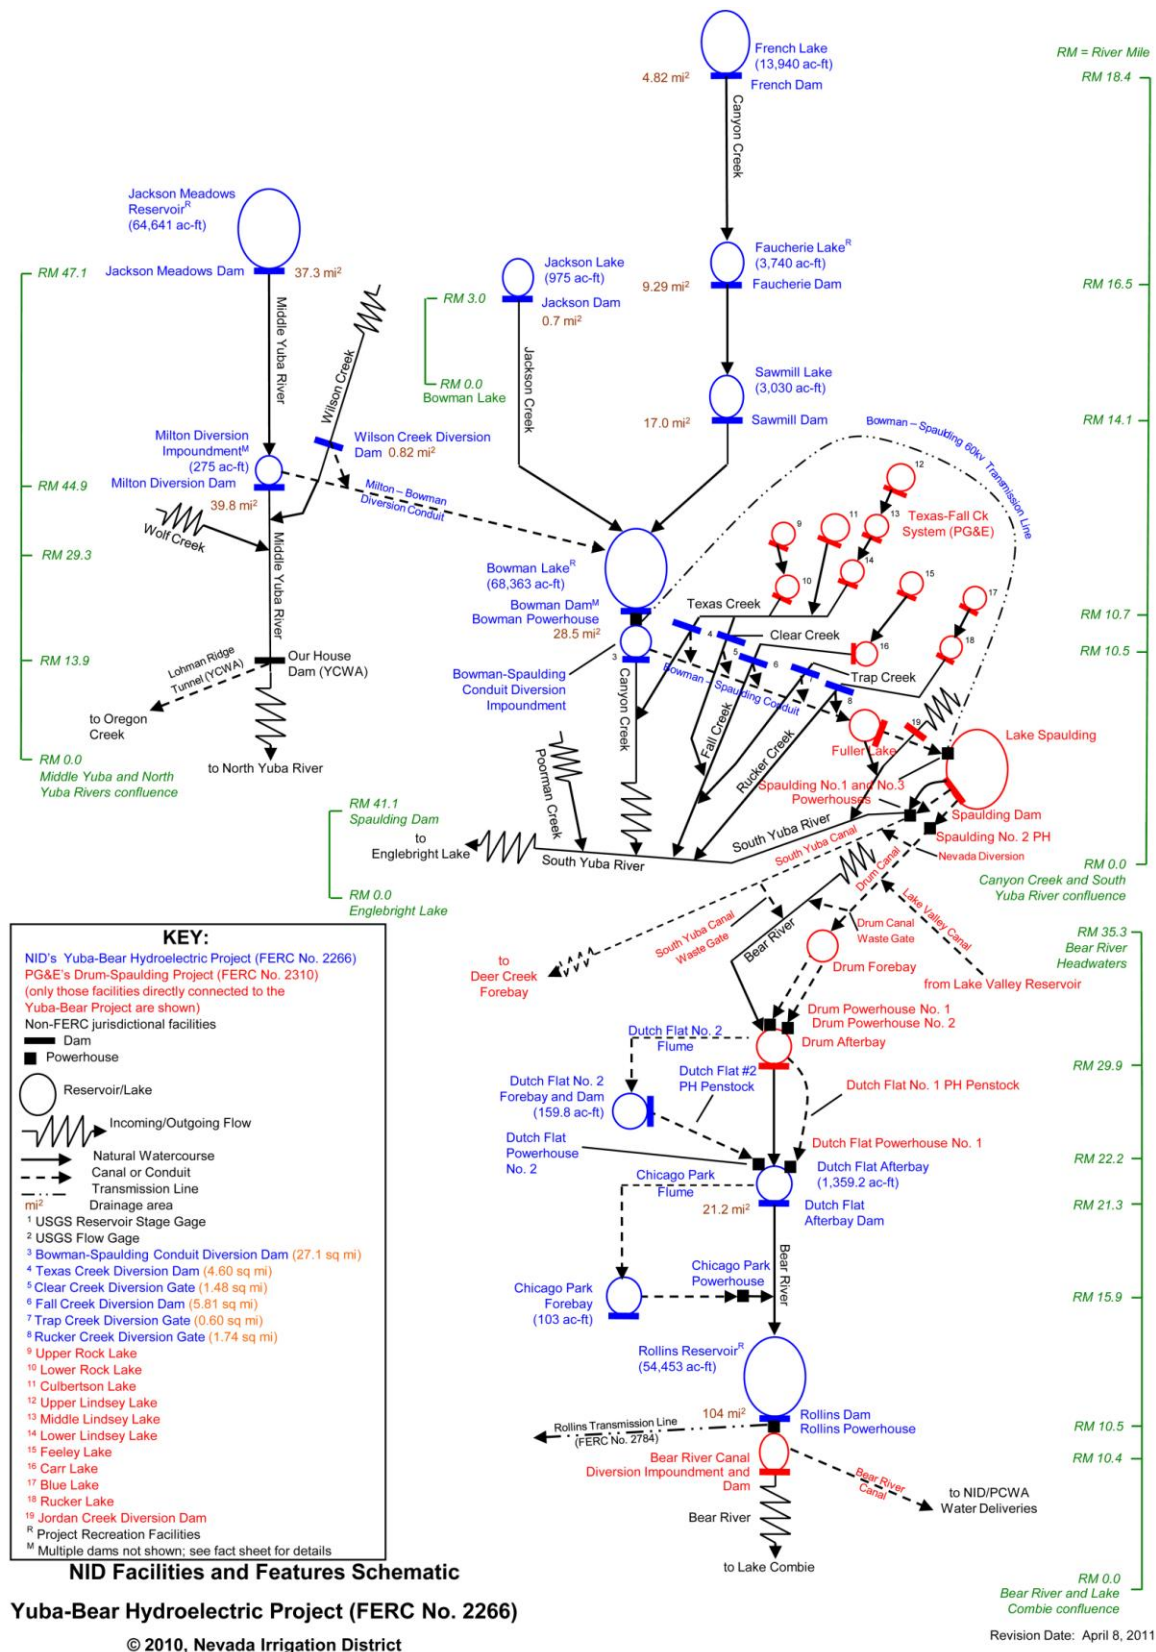 French Lake
(13,940 ac-ft)
4.82 mi²
French Dam
RM = River Mile
RM 18.4
Canyon Creek
Jackson Meadows
Reservoirᴿ
(64,641 ac-ft)
Jackson Meadows Dam
37.3 mi²
RM 47.1
Jackson Lake
(975 ac-ft)
Jackson Dam
0.7 mi²
RM 3.0
RM 0.0
Bowman Lake
Faucherie Lakeᴿ
(3,740 ac-ft)
9.29 mi²
Faucherie Dam
RM 16.5
Middle Yuba River
Wilson Creek
Jackson Creek
Sawmill Lake
(3,030 ac-ft)
17.0 mi²
Sawmill Dam
RM 14.1
Bowman – Spaulding 60kv Transmission Line
Milton Diversion
Impoundmentᴹ
(275 ac-ft)
Milton Diversion Dam
RM 44.9
39.8 mi²
Wilson Creek Diversion
Dam 0.82 mi²
Milton – Bowman
Diversion Conduit
Wolf Creek
RM 29.3
Middle Yuba River
12
Texas-Fall Ck
System (PG&E)
9
11
13
14
10
15
17
16
18
Bowman Lakeᴿ
(68,363 ac-ft)
Bowman Damᴹ
Bowman Powerhouse
28.5 mi²
3
Bowman-Spaulding
Conduit Diversion
Impoundment
Texas Creek
4
Clear Creek
5
6
7
Trap Creek
8
Bowman – Spaulding Conduit
RM 10.7
RM 10.5
RM 13.9
Lohman Ridge
Tunnel (YCWA)
Our House
Dam (YCWA)
to Oregon
Creek
RM 0.0
Middle Yuba and North
Yuba Rivers confluence
to North Yuba River
Canyon Creek
Poorman Creek
Fall Creek
Rucker Creek
Fuller Lake
19
Lake Spaulding
Spaulding No.1 and No.3
Powerhouses
Spaulding Dam
Spaulding No. 2 PH
Nevada Diversion
RM 41.1
Spaulding Dam
RM 0.0
Englebright Lake
to
Englebright Lake
South Yuba River
South Yuba River
South Yuba Canal
Drum Canal
RM 0.0
Canyon Creek and South
Yuba River confluence
Lake Valley Canal
from Lake Valley Reservoir
South Yuba Canal
Waste Gate
Bear River
Drum Canal
Waste Gate
Drum Forebay
RM 35.3
Bear River
Headwaters
to
Deer Creek
Forebay
Drum Powerhouse No. 1
Drum Powerhouse No. 2
Drum Afterbay
Dutch Flat No. 2
Flume
RM 29.9
Dutch Flat No. 2
Forebay and Dam
(159.8 ac-ft)
Dutch Flat #2
PH Penstock
Dutch Flat No. 1 PH Penstock
Dutch Flat
Powerhouse
No. 2
Dutch Flat Powerhouse No. 1
RM 22.2
Dutch Flat Afterbay
(1,359.2 ac-ft)
Chicago Park
Flume
21.2 mi²
Dutch Flat
Afterbay Dam
RM 21.3
Bear River
Chicago Park
Powerhouse
Chicago Park
Forebay
(103 ac-ft)
RM 15.9
Rollins Reservoirᴿ
(54,453 ac-ft)
104 mi²
Rollins Dam
Rollins Powerhouse
RM 10.5
Rollins Transmission Line
(FERC No. 2784)
RM 10.4
Bear River Canal
Diversion Impoundment and
Dam
Bear River
Canal
to NID/PCWA
Water Deliveries
Bear River
to Lake Combie
RM 0.0
Bear River and Lake
Combie confluence
KEY:
NID's Yuba-Bear Hydroelectric Project (FERC No. 2266)
PG&E's Drum-Spaulding Project (FERC No. 2310)
(only those facilities directly connected to the
Yuba-Bear Project are shown)
Non-FERC jurisdictional facilities
Dam
Powerhouse
Reservoir/Lake
Incoming/Outgoing Flow
Natural Watercourse
Canal or Conduit
Transmission Line
mi² Drainage area
¹ USGS Reservoir Stage Gage
² USGS Flow Gage
³ Bowman-Spaulding Conduit Diversion Dam (27.1 sq mi)
⁴ Texas Creek Diversion Dam (4.60 sq mi)
⁵ Clear Creek Diversion Gate (1.48 sq mi)
⁶ Fall Creek Diversion Dam (5.81 sq mi)
⁷ Trap Creek Diversion Gate (0.60 sq mi)
⁸ Rucker Creek Diversion Gate (1.74 sq mi)
⁹ Upper Rock Lake
¹⁰ Lower Rock Lake
¹¹ Culbertson Lake
¹² Upper Lindsey Lake
¹³ Middle Lindsey Lake
¹⁴ Lower Lindsey Lake
¹⁵ Feeley Lake
¹⁶ Carr Lake
¹⁷ Blue Lake
¹⁸ Rucker Lake
¹⁹ Jordan Creek Diversion Dam
ᴿ Project Recreation Facilities
ᴹ Multiple dams not shown; see fact sheet for details
NID Facilities and Features Schematic
Yuba-Bear Hydroelectric Project (FERC No. 2266)
© 2010, Nevada Irrigation District
Revision Date: April 8, 2011